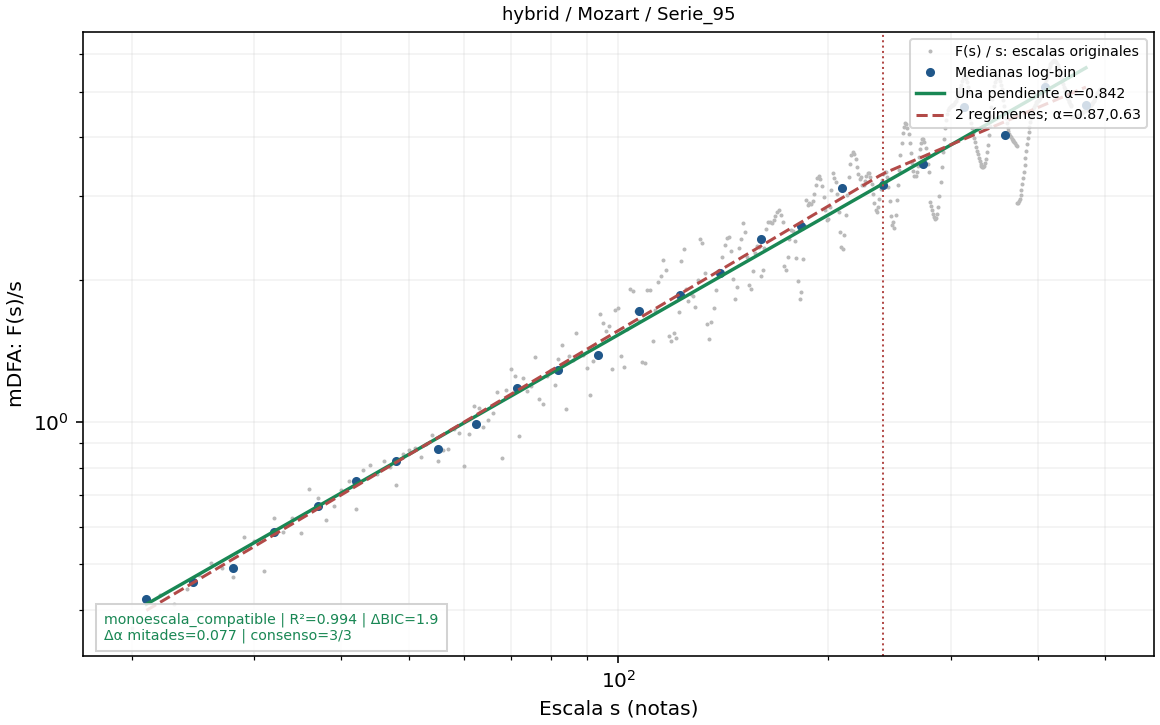 hybrid / Mozart / Serie_95
F(s) / s: escalas originales
Medianas log-bin
Una pendiente α=0.842
2 regímenes; α=0.87,0.63
mDFA: F(s)/s
10⁰
monoescala_compatible | R²=0.994 | ΔBIC=1.9
Δα mitades=0.077 | consenso=3/3
10²
Escala s (notas)